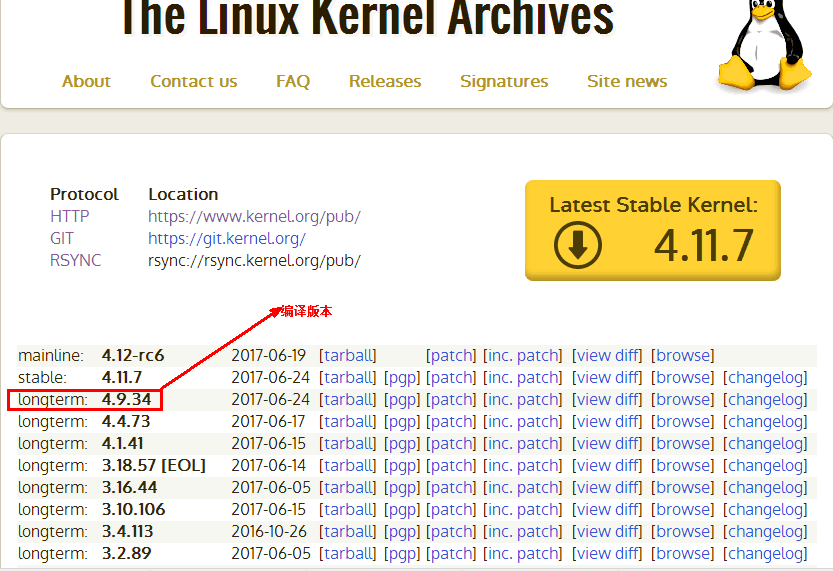 The Linux Kernel Archives
About Contact us FAQ Releases Signatures Site news
Protocol Location
HTTP https://www.kernel.org/pub/
GIT https://git.kernel.org/
RSYNC rsync://rsync.kernel.org/pub/
Latest Stable Kernel:
4.11.7
编译版本
mainline: 4.12-rc6 2017-06-19 [tarball] [patch] [inc. patch] [view diff] [browse]
stable: 4.11.7 2017-06-24 [tarball] [pgp] [patch] [inc. patch] [view diff] [browse] [changelog]
longterm: 4.9.34 2017-06-24 [tarball] [pgp] [patch] [inc. patch] [view diff] [browse] [changelog]
longterm: 4.4.73 2017-06-17 [tarball] [pgp] [patch] [inc. patch] [view diff] [browse] [changelog]
longterm: 4.1.41 2017-06-15 [tarball] [pgp] [patch] [inc. patch] [view diff] [browse] [changelog]
longterm: 3.18.57 [EOL] 2017-06-14 [tarball] [pgp] [patch] [inc. patch] [view diff] [browse] [changelog]
longterm: 3.16.44 2017-06-05 [tarball] [pgp] [patch] [inc. patch] [view diff] [browse] [changelog]
longterm: 3.10.106 2017-06-15 [tarball] [pgp] [patch] [inc. patch] [view diff] [browse] [changelog]
longterm: 3.4.113 2016-10-26 [tarball] [pgp] [patch] [inc. patch] [view diff] [browse] [changelog]
longterm: 3.2.89 2017-06-05 [tarball] [pgp] [patch] [inc. patch] [view diff] [browse] [changelog]